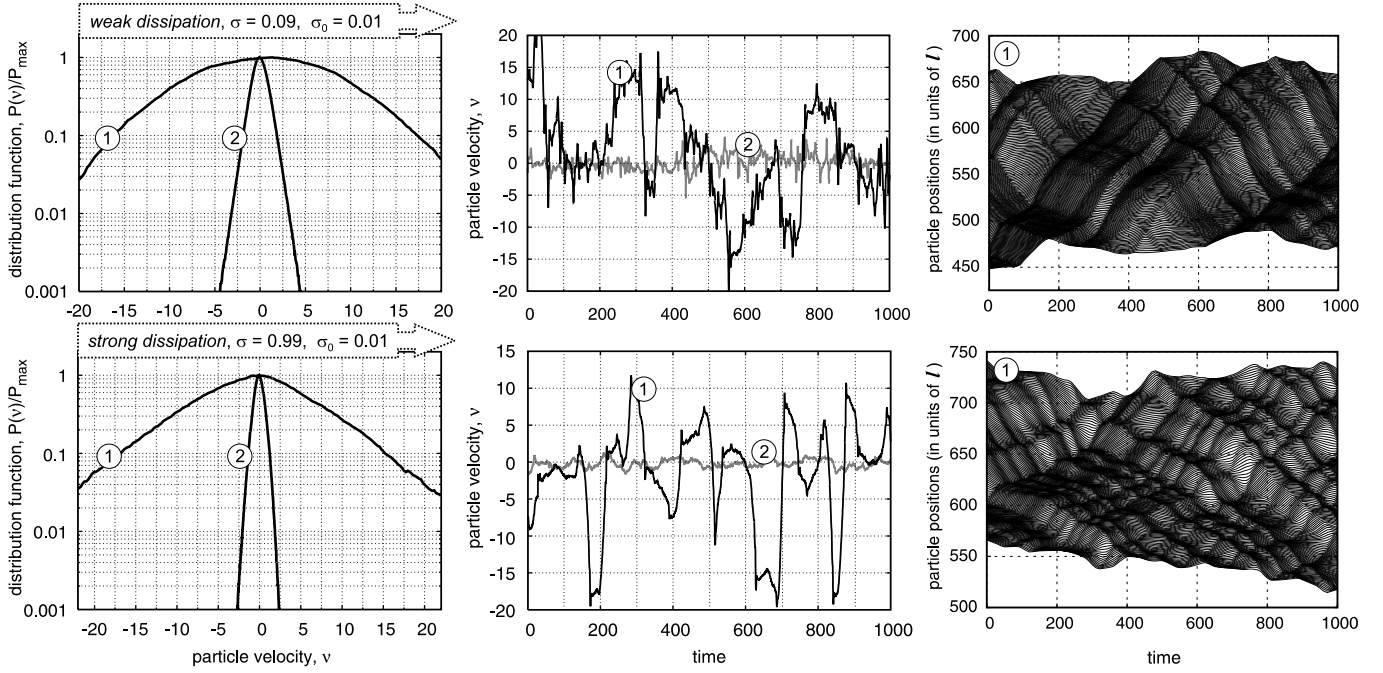 weak dissipation, σ = 0.09, σ0 = 0.01
distribution function, P(ν)/Pmax
1
0.1
0.01
0.001
1
2
-20 -15 -10 -5 0 5 10 15 20
particle velocity, ν
20
15
10
5
0
-5
-10
-15
-20
1
2
0 200 400 600 800 1000
particle positions (in units of l)
700
650
600
550
500
450
1
0 200 400 600 800 1000
strong dissipation, σ = 0.99, σ0 = 0.01
distribution function, P(ν)/Pmax
1
0.1
0.01
0.001
1
2
-20 -15 -10 -5 0 5 10 15 20
particle velocity, ν
particle velocity, ν
15
10
5
0
-5
-10
-15
-20
1
2
0 200 400 600 800 1000
time
particle positions (in units of l)
750
700
650
600
550
500
1
0 200 400 600 800 1000
time